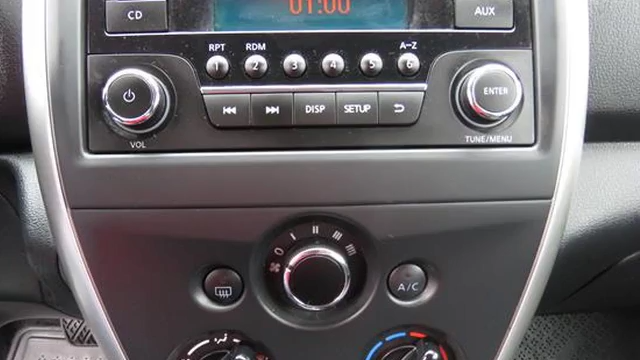 01:00
CD
AUX
RPT RDM A-Z
1 2 3 4 5 6
DISP SETUP
ENTER
VOL
TUNE/MENU
0 I II III IIII
A/C